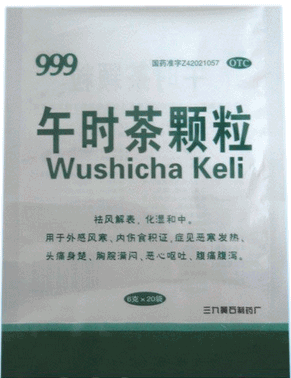 999
国药准字Z42021057 OTC
午时茶颗粒
Wushicha Keli
祛风解表、化湿和中。
用于外感风寒、内伤食积证,症见恶寒发热、
头痛身楚、胸脘满闷、恶心呕吐、腹痛腹泻。
6克×20袋
三九黄石制药厂